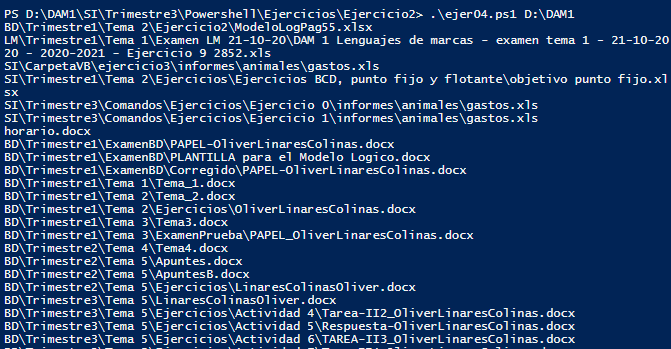 PS D:\DAM1\SI\Trimestre3\Powershell\Ejercicios\Ejercicio2> .\ejer04.ps1 D:\DAM1
BD\Trimestre1\Tema 2\Ejercicio2\ModeloLogPag55.xlsx
LM\Trimestre1\Tema 1\Examen LM 21-10-20\DAM 1 Lenguajes de marcas - examen tema 1 - 21-10-20
20 - 2020-2021 - Ejercicio 9 2852.xls
SI\CarpetaVB\ejercicio3\informes\animales\gastos.xls
SI\Trimestre1\Tema 2\Ejercicios\Ejercicios BCD, punto fijo y flotante\objetivo punto fijo.xl
sx
SI\Trimestre3\Comandos\Ejercicios\Ejercicio 0\informes\animales\gastos.xls
SI\Trimestre3\Comandos\Ejercicios\Ejercicio 1\informes\animales\gastos.xls
horario.docx
BD\Trimestre1\ExamenBD\PAPEL-OliverLinaresColinas.docx
BD\Trimestre1\ExamenBD\PLANTILLA para el Modelo Logico.docx
BD\Trimestre1\ExamenBD\Corregido\PAPEL-OliverLinaresColinas.docx
BD\Trimestre1\Tema 1\Tema_1.docx
BD\Trimestre1\Tema 2\Tema_2.docx
BD\Trimestre1\Tema 2\Ejercicios\OliverLinaresColinas.docx
BD\Trimestre1\Tema 3\Tema3.docx
BD\Trimestre1\Tema 3\ExamenPrueba\PAPEL_OliverLinaresColinas.docx
BD\Trimestre2\Tema 4\Tema4.docx
BD\Trimestre2\Tema 5\Apuntes.docx
BD\Trimestre2\Tema 5\ApuntesB.docx
BD\Trimestre2\Tema 5\Ejercicios\LinaresColinasOliver.docx
BD\Trimestre3\Tema 5\LinaresColinasOliver.docx
BD\Trimestre3\Tema 5\Ejercicios\Actividad 4\Tarea-II2_OliverLinaresColinas.docx
BD\Trimestre3\Tema 5\Ejercicios\Actividad 5\Respuesta-OliverLinaresColinas.docx
BD\Trimestre3\Tema 5\Ejercicios\Actividad 6\TAREA-II3_OliverLinaresColinas.docx